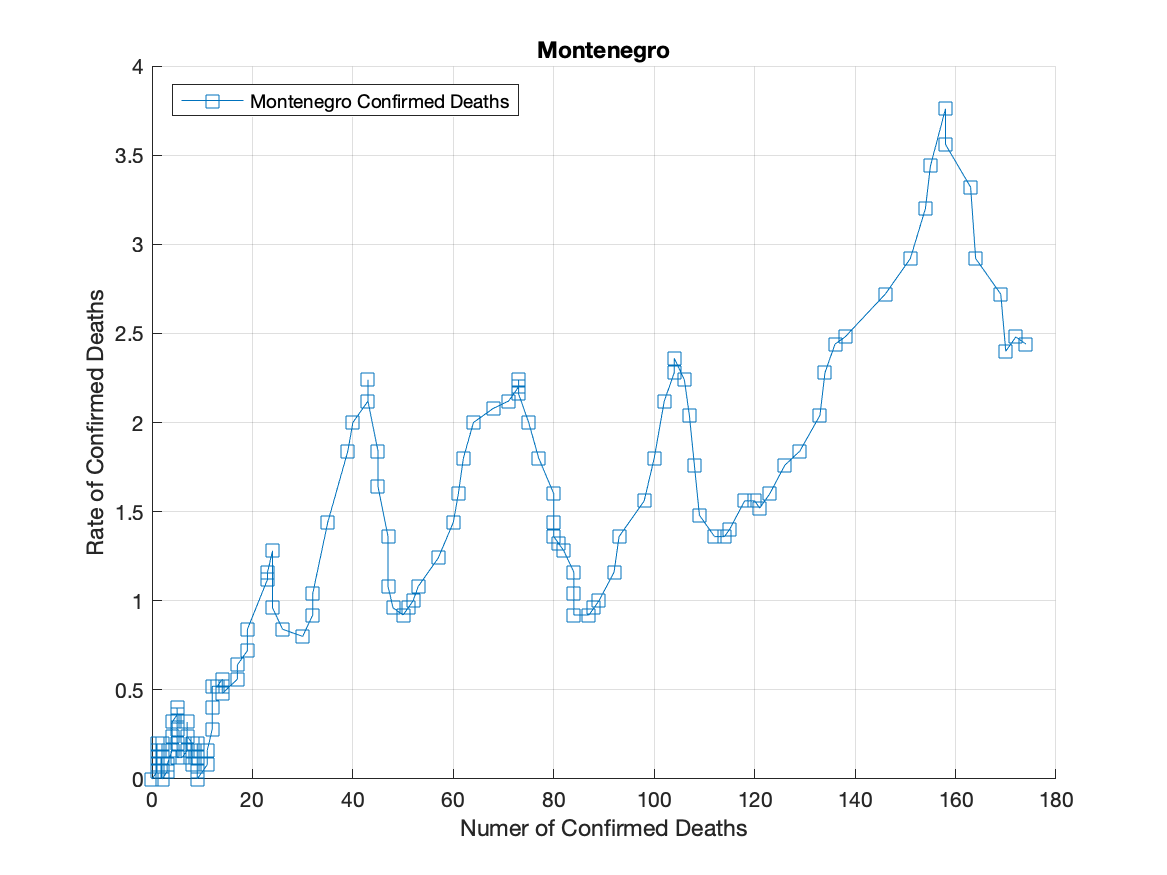 Montenegro
Montenegro Confirmed Deaths
4
3.5
3
2.5
2
1.5
1
0.5
0
Rate of Confirmed Deaths
0 20 40 60 80 100 120 140 160 180
Numer of Confirmed Deaths